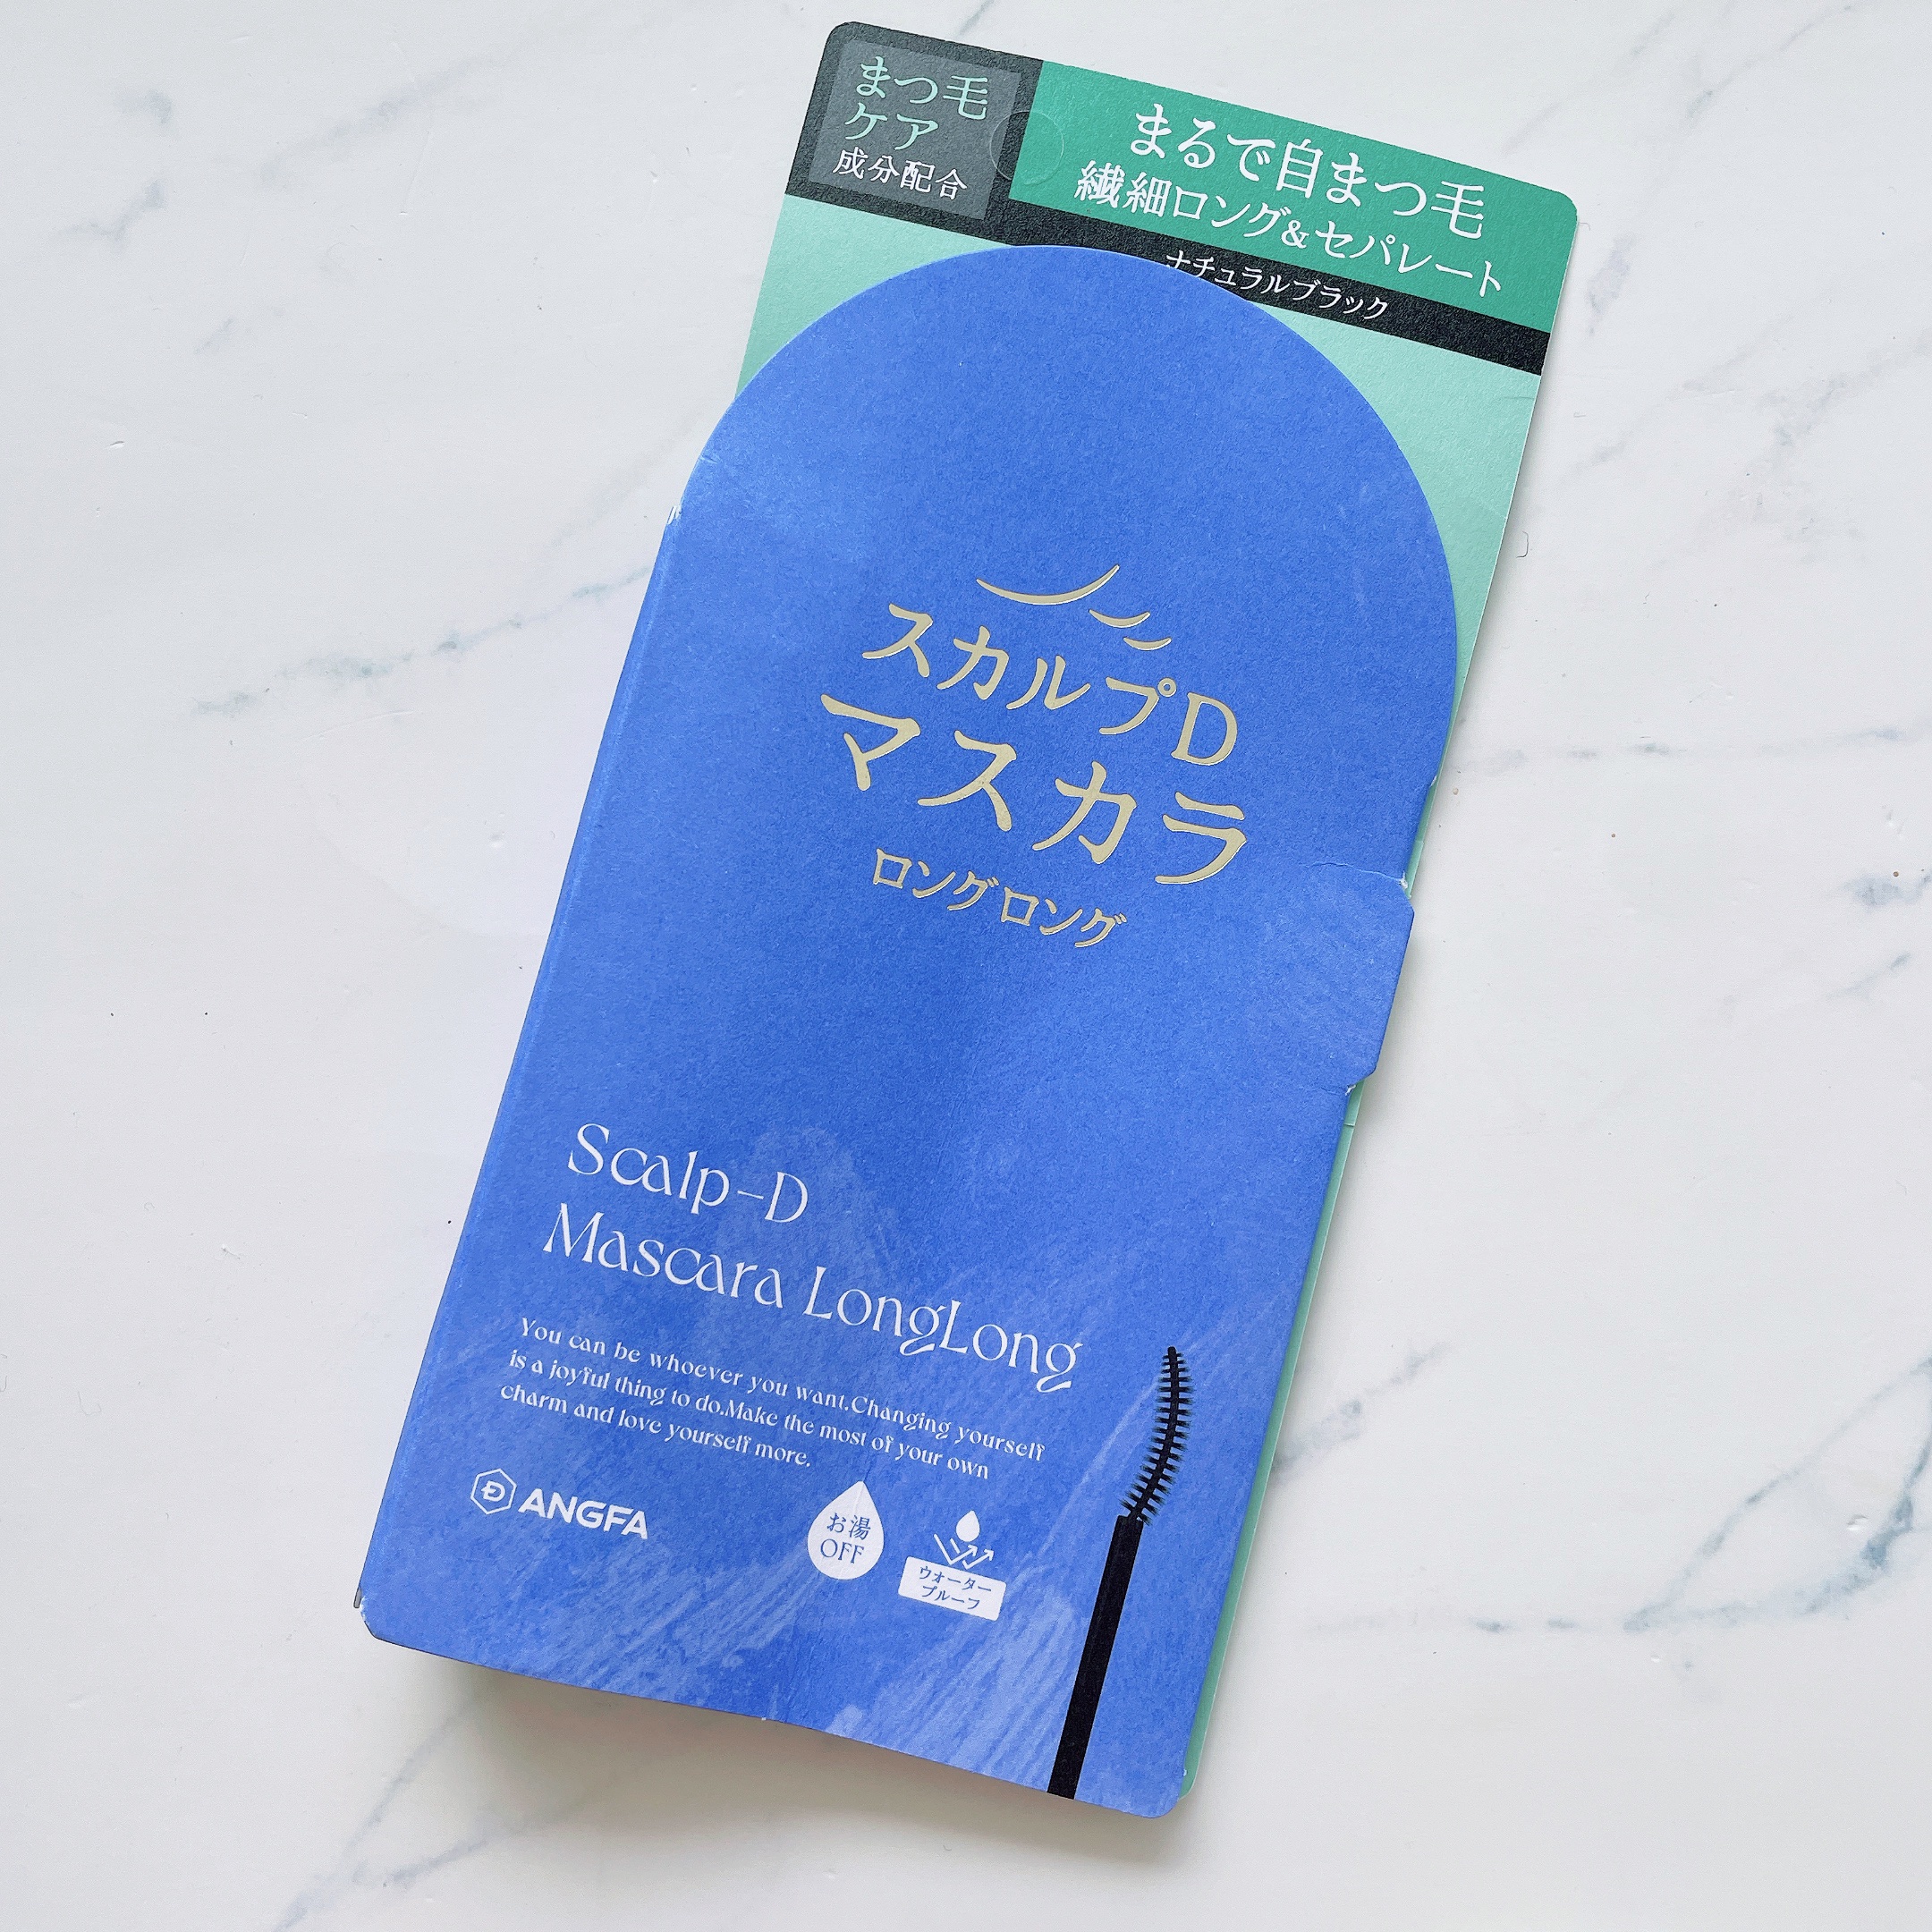 まつ毛
ケア
成分配合
まるで自まつ毛
繊細ロング&セパレート
ナチュラルブラック
スカルプD
マスカラ
ロングロング
Scalp-D
Mascara LongLong
You can be whoever you want.Changing yourself
is a joyful thing to do.Make the most of your own
charm and love yourself more.
ANGFA
お湯
OFF
ウォーター
プルーフ